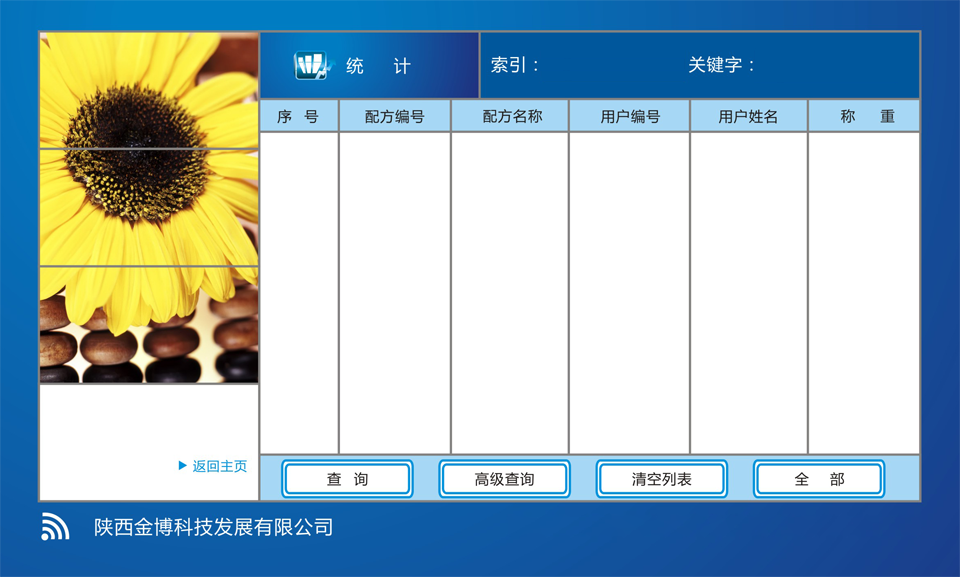 统 计
索引：
关键字：
序 号
配方编号
配方名称
用户编号
用户姓名
称 重
返回主页
查 询
高级查询
清空列表
全 部
陕西金博科技发展有限公司